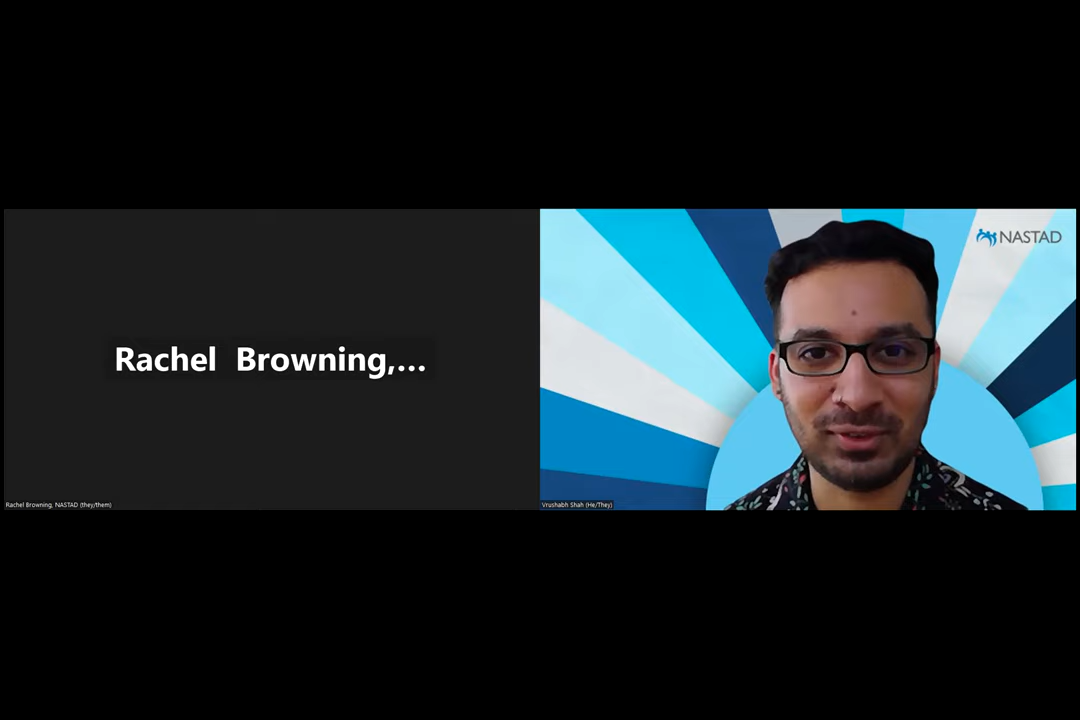 Rachel Browning,...
NASTAD
Rachel Browning, NASTAD (they/them)
Vrushabh Shah (He/They)